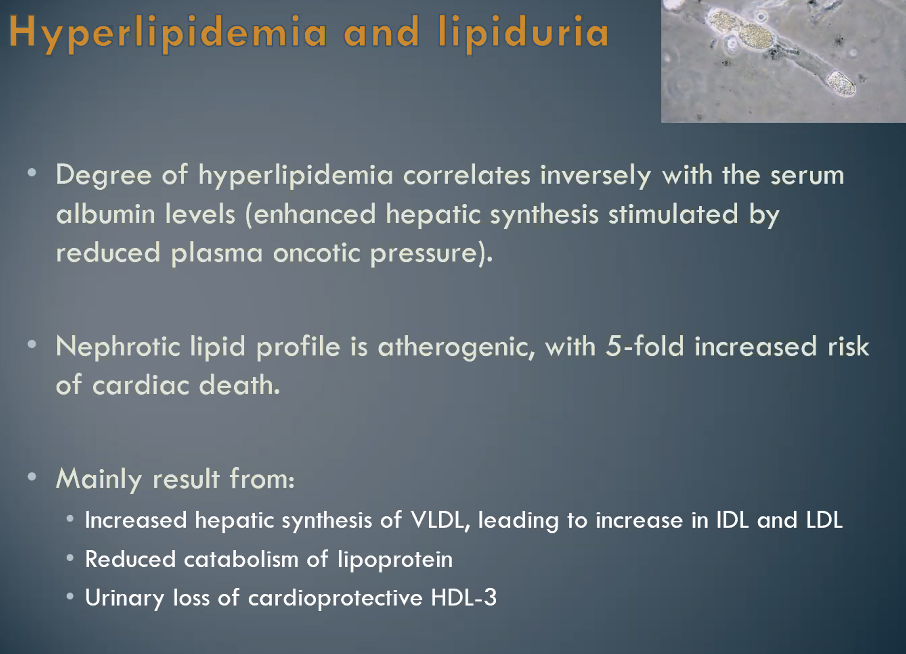 Hyperlipidemia and lipiduria
• Degree of hyperlipidemia correlates inversely with the serum
albumin levels (enhanced hepatic synthesis stimulated by
reduced plasma oncotic pressure).
• Nephrotic lipid profile is atherogenic, with 5-fold increased risk
of cardiac death.
• Mainly result from:
• Increased hepatic synthesis of VLDL, leading to increase in IDL and LDL
• Reduced catabolism of lipoprotein
• Urinary loss of cardioprotective HDL-3